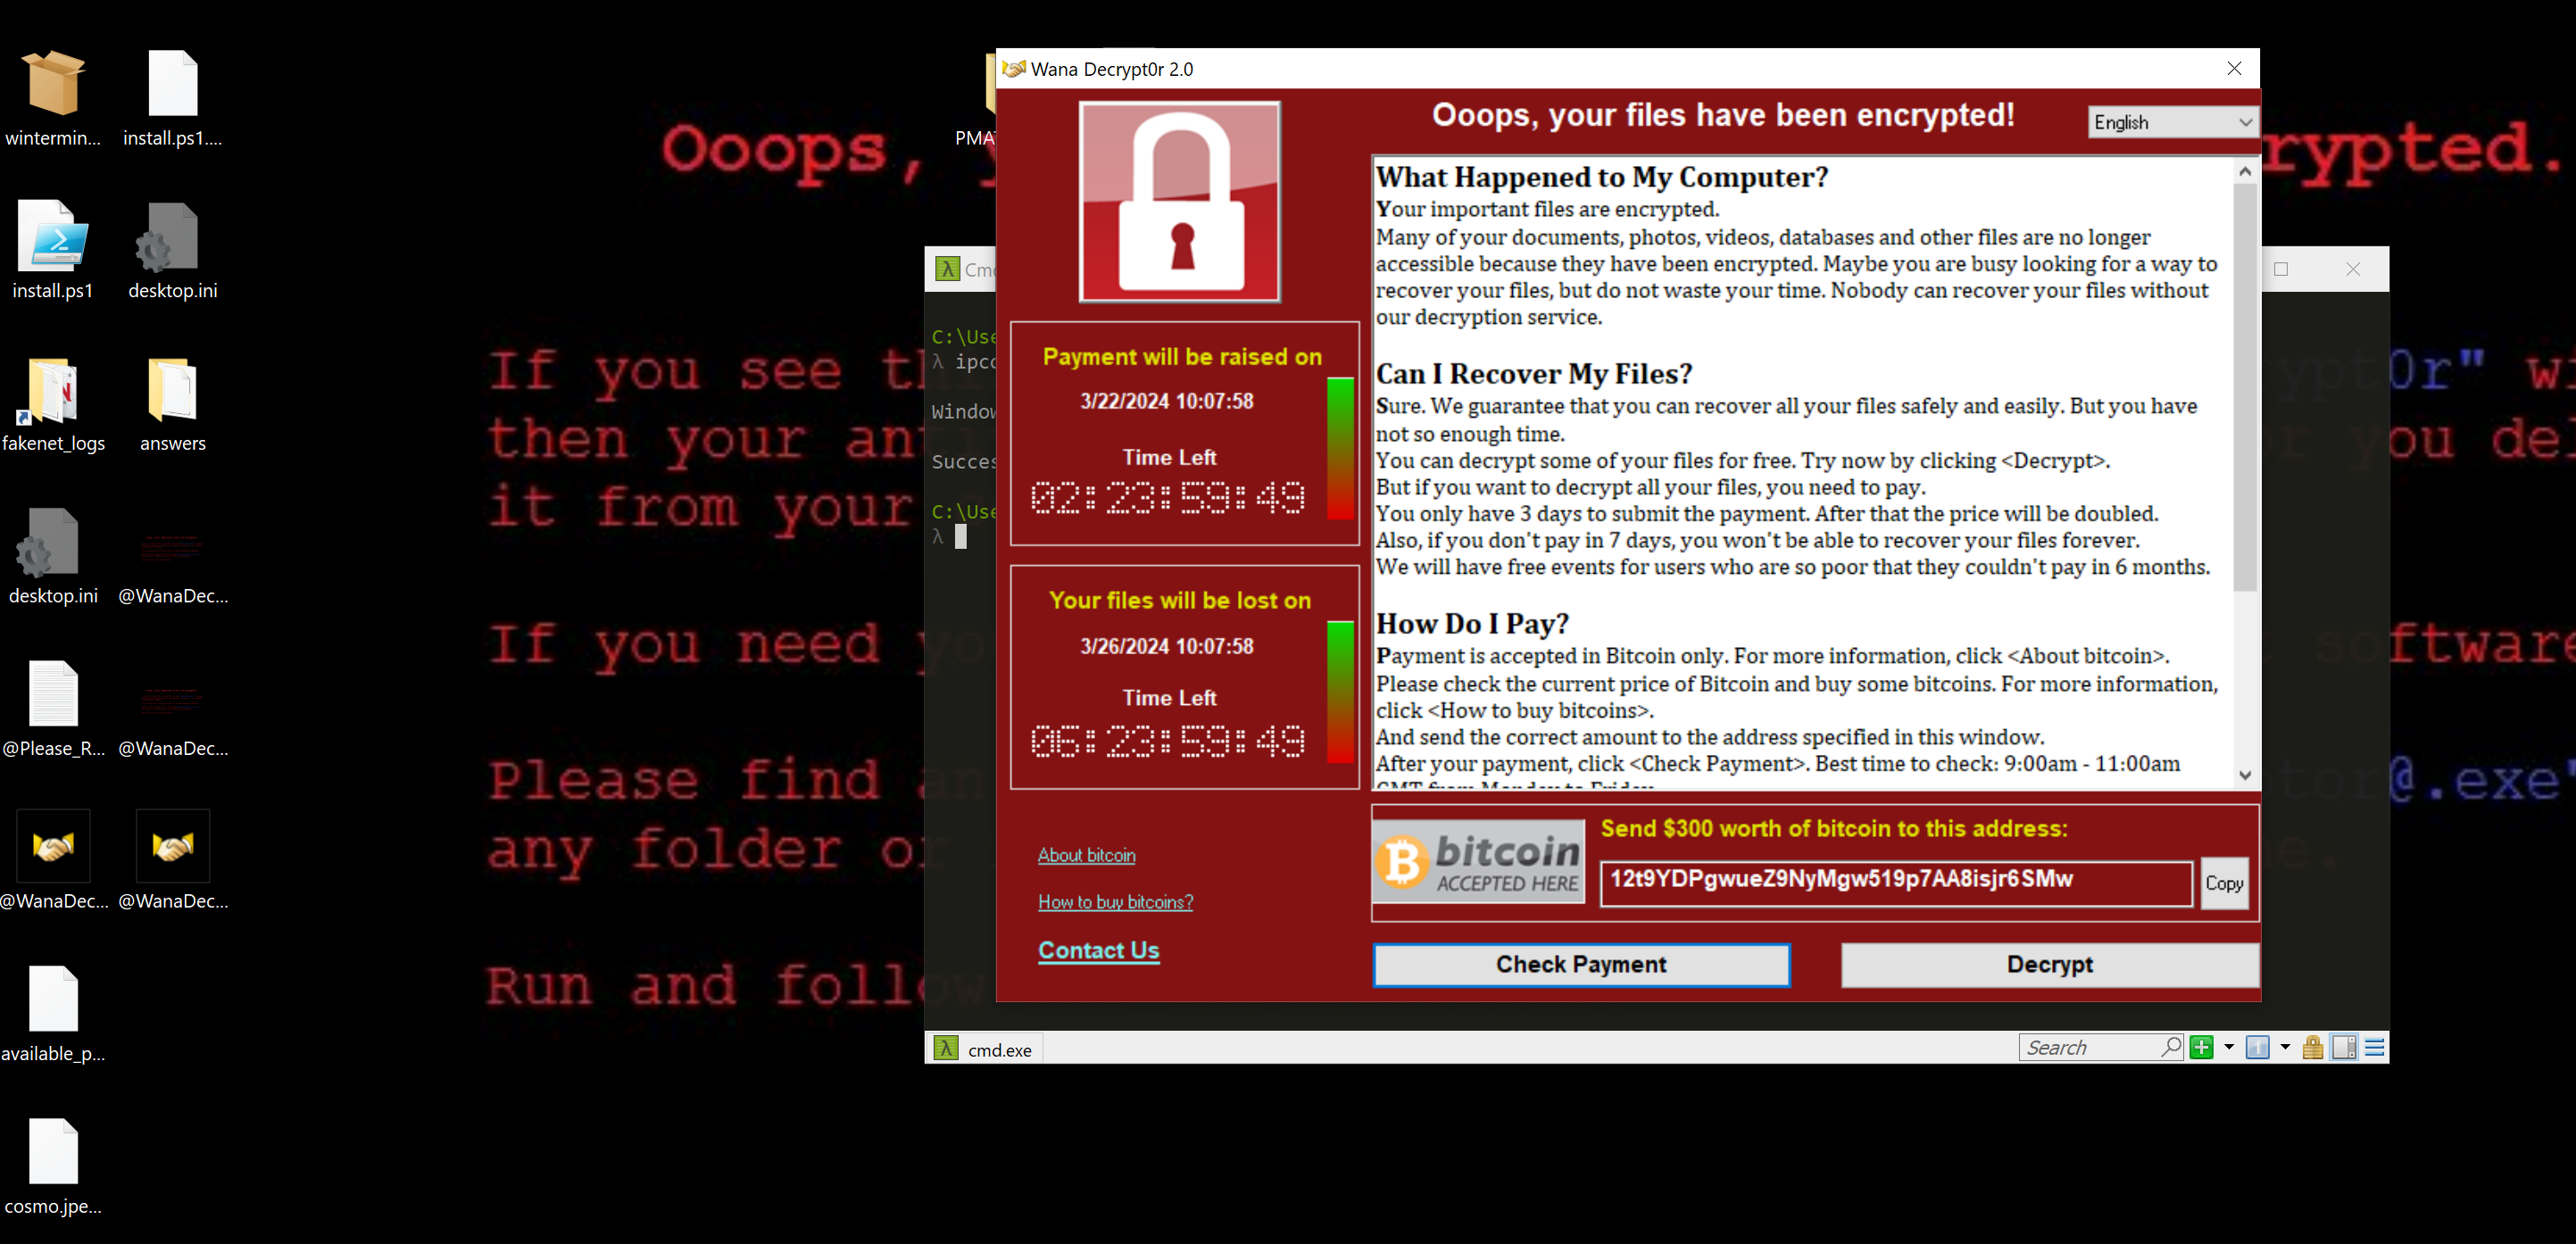 wintermin...
install.ps1....
install.ps1
desktop.ini
fakenet_logs
answers
desktop.ini
@WanaDec...
@Please_R...
@WanaDec...
@WanaDec...
@WanaDec...
available_p...
cosmo.jpe...
Ooops,
rypted.
If you see
0r" wi
then your
you del
it from your
If you need
software
Please find an
@.exe"
any folder or
Run and follow
Wana Decrypt0r 2.0
Ooops, your files have been encrypted!
English
Payment will be raised on
3/22/2024 10:07:58
Time Left
02:23:59:49
Your files will be lost on
3/26/2024 10:07:58
Time Left
06:23:59:49
About bitcoin
How to buy bitcoins?
Contact Us
What Happened to My Computer?
Your important files are encrypted.
Many of your documents, photos, videos, databases and other files are no longer
accessible because they have been encrypted. Maybe you are busy looking for a way to
recover your files, but do not waste your time. Nobody can recover your files without
our decryption service.
Can I Recover My Files?
Sure. We guarantee that you can recover all your files safely and easily. But you have
not so enough time.
You can decrypt some of your files for free. Try now by clicking <Decrypt>.
But if you want to decrypt all your files, you need to pay.
You only have 3 days to submit the payment. After that the price will be doubled.
Also, if you don't pay in 7 days, you won't be able to recover your files forever.
We will have free events for users who are so poor that they couldn't pay in 6 months.
How Do I Pay?
Payment is accepted in Bitcoin only. For more information, click <About bitcoin>.
Please check the current price of Bitcoin and buy some bitcoins. For more information,
click <How to buy bitcoins>.
And send the correct amount to the address specified in this window.
After your payment, click <Check Payment>. Best time to check: 9:00am - 11:00am
GMT from Monday to Friday.
bitcoin
ACCEPTED HERE
Send $300 worth of bitcoin to this address:
12t9YDPgwueZ9NyMgw519p7AA8isjr6SMw
Copy
Check Payment
Decrypt
PMA
Cmd
C:\Use
λ ipco
Window
Succes
C:\Use
λ
cmd.exe
Search